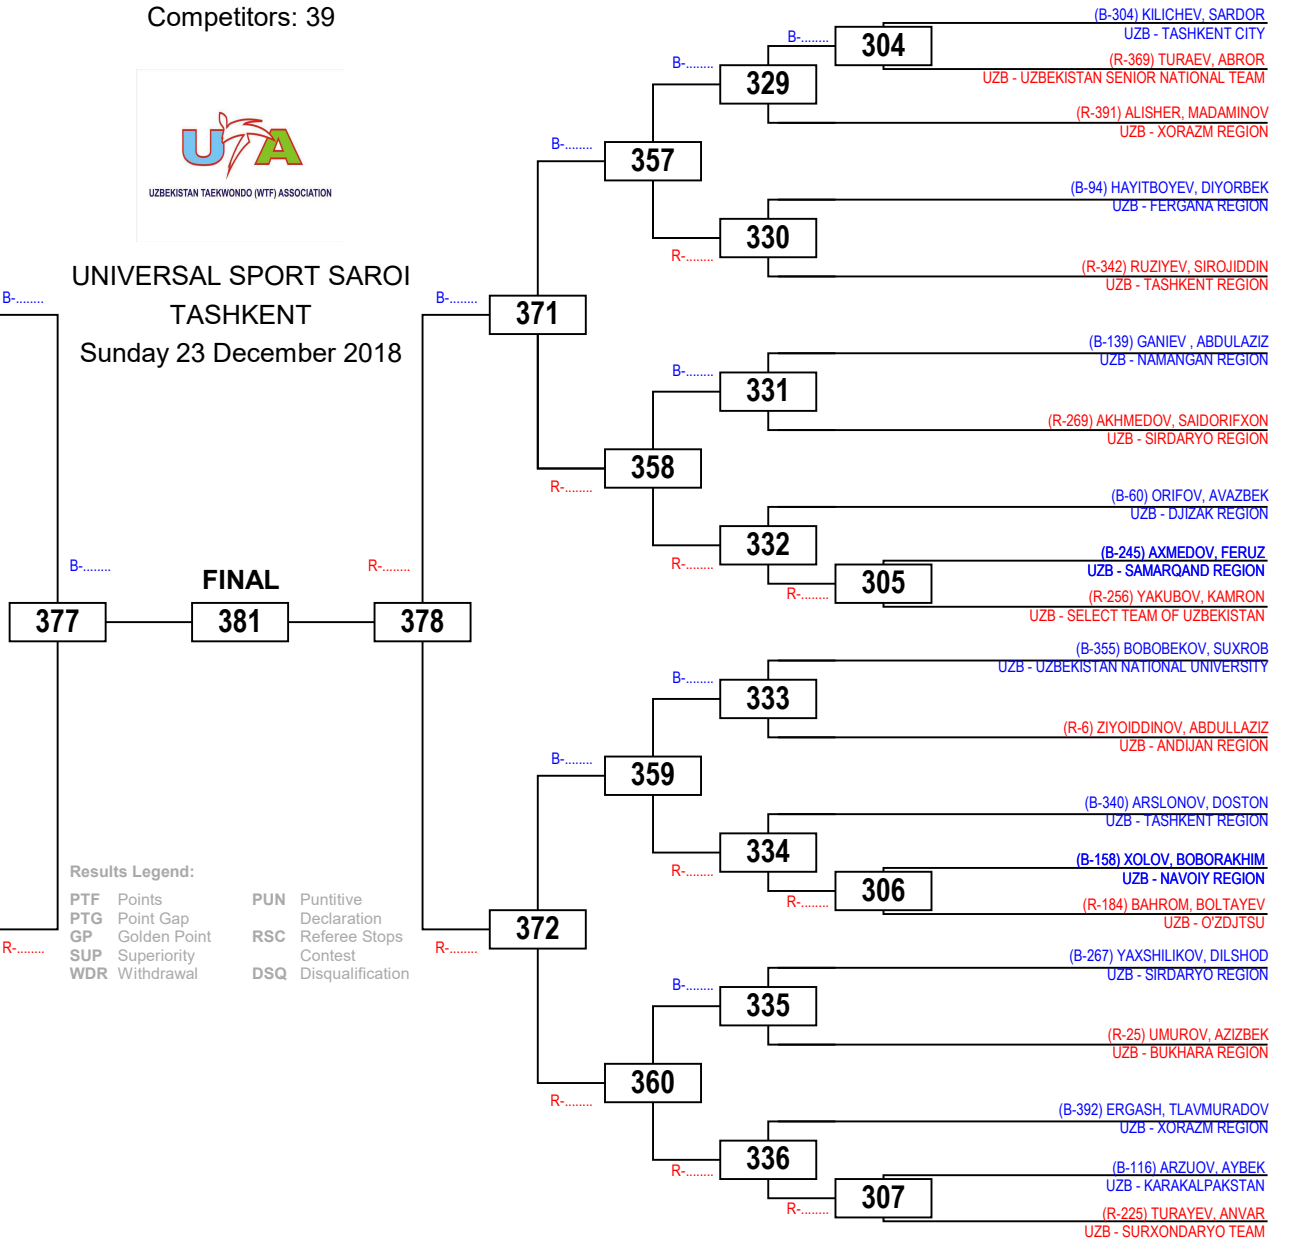 Competitors: 39
UTA
UZBEKISTAN TAEKWONDO (WTF) ASSOCIATION
UNIVERSAL SPORT SAROI
TASHKENT
Sunday 23 December 2018
B-........
R-........
B-........
377
FINAL
381
R-........
378
B-........
371
R-........
372
B-........
357
R-........
358
B-........
359
R-........
360
B-........
329
R-........
330
B-........
331
R-........
332
B-........
333
R-........
334
B-........
335
R-........
336
B-........
304
R-........
305
R-........
306
R-........
307
(B-304) KILICHEV, SARDOR
UZB - TASHKENT CITY
(R-369) TURAEV, ABROR
UZB - UZBEKISTAN SENIOR NATIONAL TEAM
(R-391) ALISHER, MADAMINOV
UZB - XORAZM REGION
(B-94) HAYITBOYEV, DIYORBEK
UZB - FERGANA REGION
(R-342) RUZIYEV, SIROJIDDIN
UZB - TASHKENT REGION
(B-139) GANIEV , ABDULAZIZ
UZB - NAMANGAN REGION
(R-269) AKHMEDOV, SAIDORIFXON
UZB - SIRDARYO REGION
(B-60) ORIFOV, AVAZBEK
UZB - DJIZAK REGION
(B-245) AXMEDOV, FERUZ
UZB - SAMARQAND REGION
(R-256) YAKUBOV, KAMRON
UZB - SELECT TEAM OF UZBEKISTAN
(B-355) BOBOBEKOV, SUXROB
UZB - UZBEKISTAN NATIONAL UNIVERSITY
(R-6) ZIYOIDDINOV, ABDULLAZIZ
UZB - ANDIJAN REGION
(B-340) ARSLONOV, DOSTON
UZB - TASHKENT REGION
(B-158) XOLOV, BOBORAKHIM
UZB - NAVOIY REGION
(R-184) BAHROM, BOLTAYEV
UZB - O'ZDJTSU
(B-267) YAXSHILIKOV, DILSHOD
UZB - SIRDARYO REGION
(R-25) UMUROV, AZIZBEK
UZB - BUKHARA REGION
(B-392) ERGASH, TLAVMURADOV
UZB - XORAZM REGION
(B-116) ARZUOV, AYBEK
UZB - KARAKALPAKSTAN
(R-225) TURAYEV, ANVAR
UZB - SURXONDARYO TEAM
Results Legend:
PTF Points
PTG Point Gap
GP Golden Point
SUP Superiority
WDR Withdrawal
PUN Puntitive
Declaration
RSC Referee Stops
Contest
DSQ Disqualification